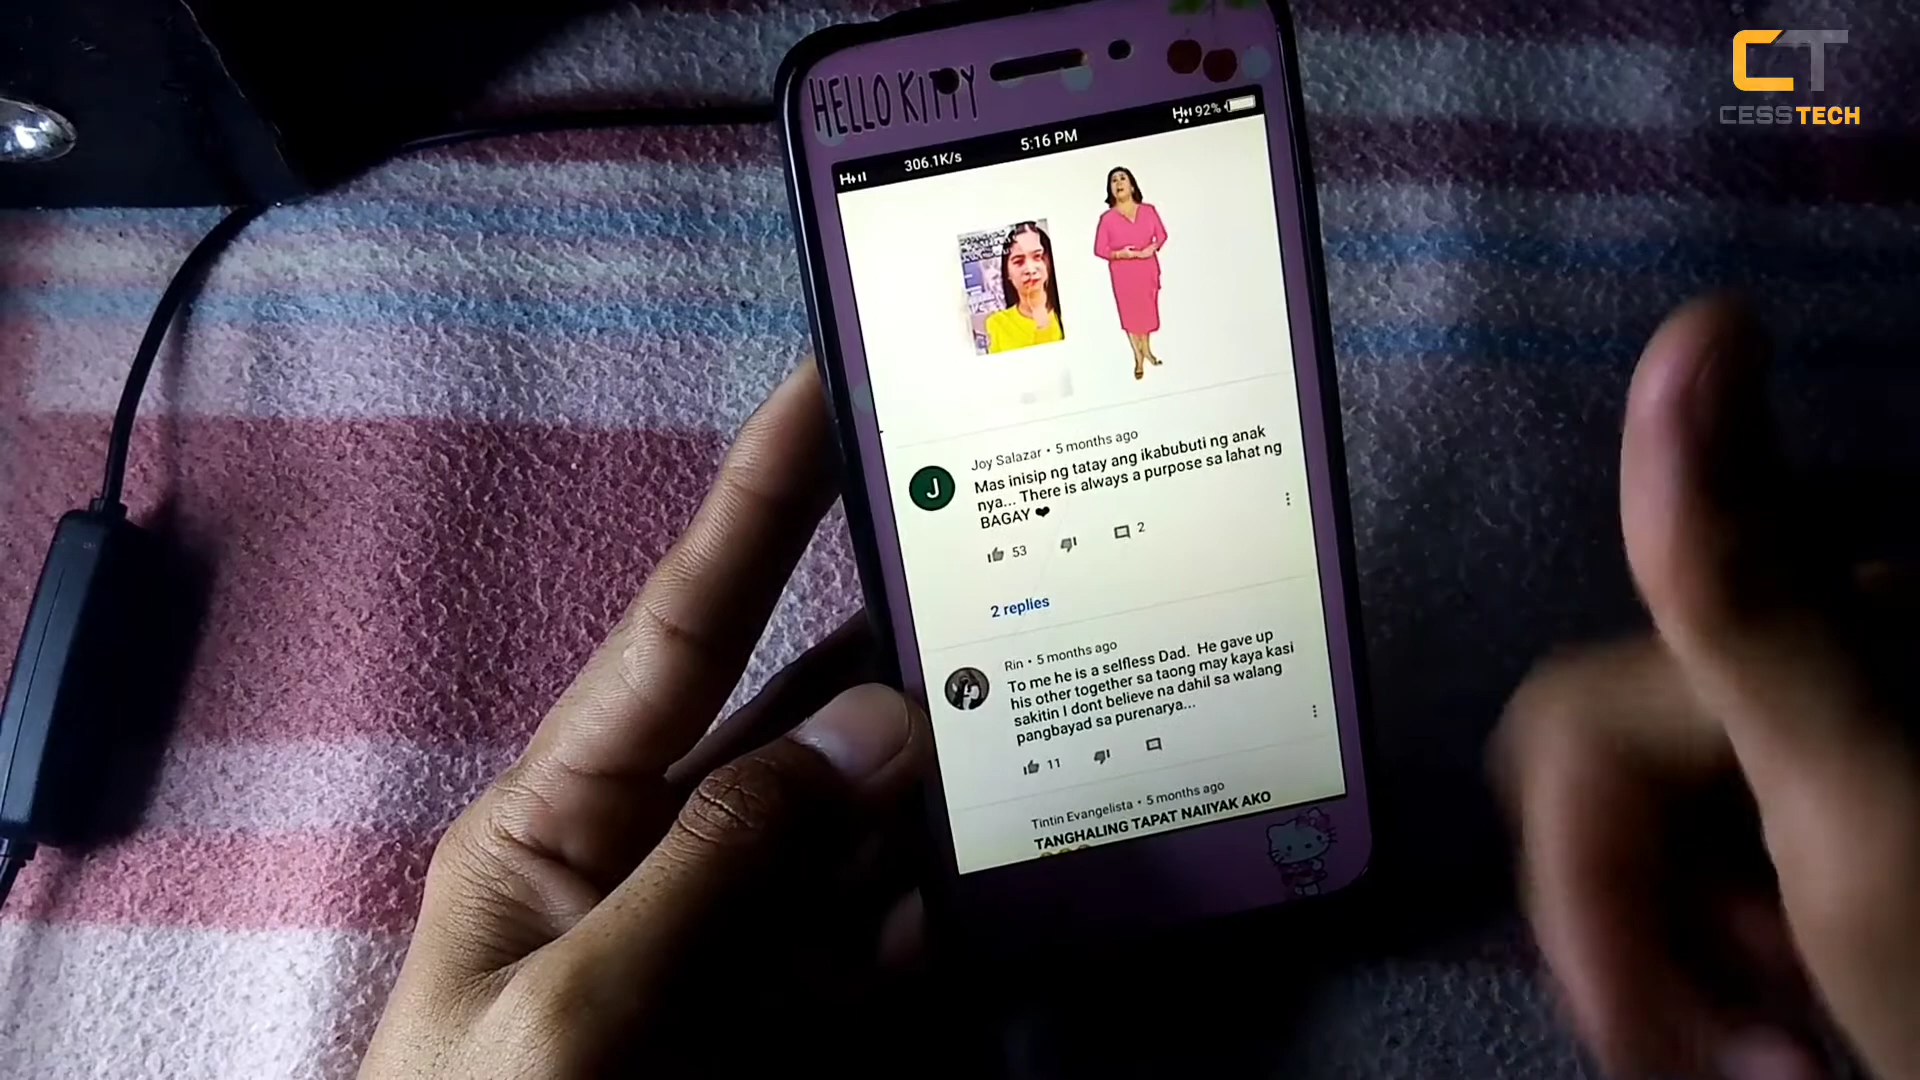 CT
CESSTECH
HELLO KITTY
306.1K/s
5:16 PM
92%
Joy Salazar • 5 months ago
Mas inisip ng tatay ang ikabubuti ng anak
nya... There is always a purpose sa lahat ng
BAGAY ❤
J
53
2
2 replies
Rin • 5 months ago
To me he is a selfless Dad. He gave up
his other together sa taong may kaya kasi
sakitin I dont believe na dahil sa walang
pangbayad sa purenarya...
11
Tintin Evangelista • 5 months ago
TANGHALING TAPAT NAIIYAK AKO